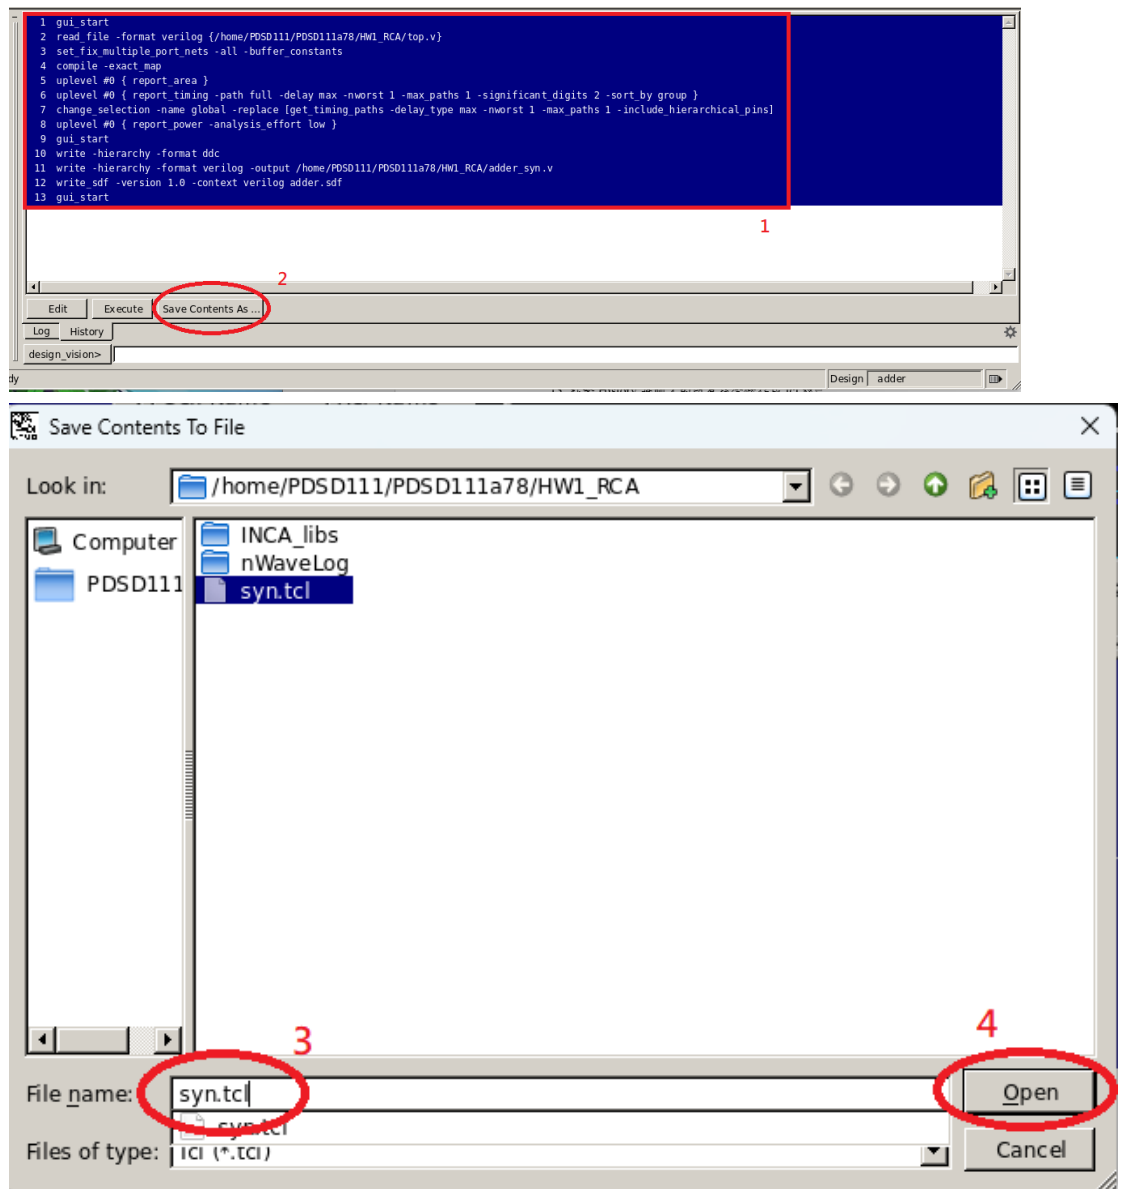 1 gui_start
2 read_file -format verilog {/home/PDSD111/PDSD111a78/HW1_RCA/top.v}
3 set_fix_multiple_port_nets -all -buffer_constants
4 compile -exact_map
5 uplevel #0 { report_area }
6 uplevel #0 { report_timing -path full -delay max -nworst 1 -max_paths 1 -significant_digits 2 -sort_by group }
7 change_selection -name global -replace [get_timing_paths -delay_type max -nworst 1 -max_paths 1 -include_hierarchical_pins]
8 uplevel #0 { report_power -analysis_effort low }
9 gui_start
10 write -hierarchy -format ddc
11 write -hierarchy -format verilog -output /home/PDSD111/PDSD111a78/HW1_RCA/adder_syn.v
12 write_sdf -version 1.0 -context verilog adder.sdf
13 gui_start
1
2
Edit Execute Save Contents As ...
Log History
design_vision>
dy Design adder
Save Contents To File
Look in: /home/PDSD111/PDSD111a78/HW1_RCA
Computer INCA_libs
nWaveLog
PDSD111 syn.tcl
3 4
File name: syn.tcl Open
syn.tcl
Files of type: Tcl (*.tcl) Cancel